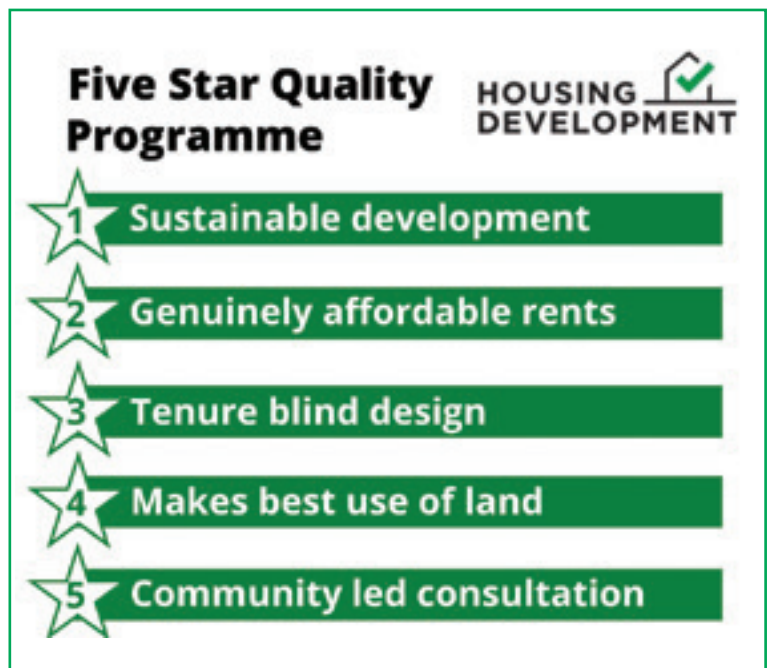 Five Star Quality
Programme
HOUSING
DEVELOPMENT
1 Sustainable development
2 Genuinely affordable rents
3 Tenure blind design
4 Makes best use of land
5 Community led consultation